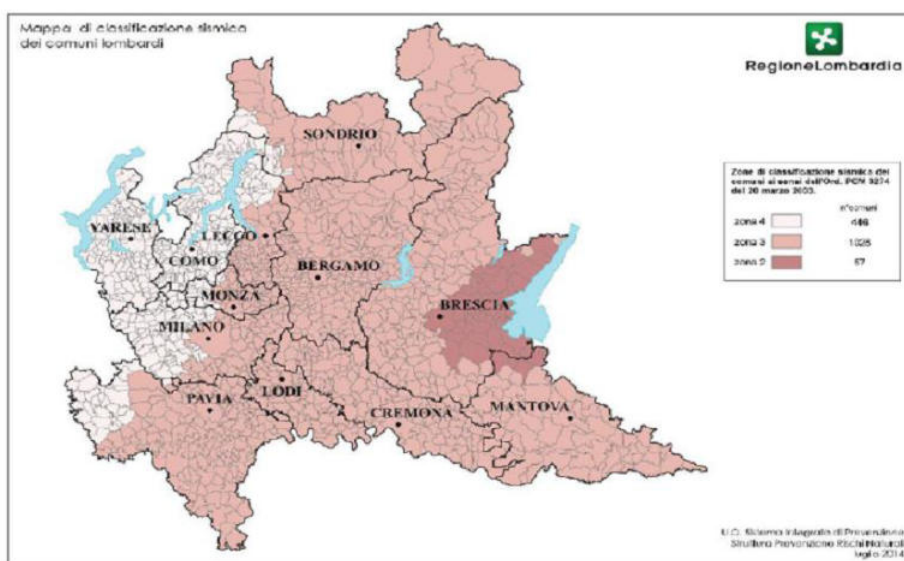 Mappa di classificazione sismica
dei comuni lombardi
RegioneLombardia
SONDRIO
VARESE
LECCO
COMO
BERGAMO
MONZA
BRESCIA
MILANO
PAVIA
LODI
CREMONA
MANTOVA
Zone di classificazione sismica dei
comuni ai sensi dell'Ord. PCM 3274
del 20 marzo 2003.
n°comuni
zona 4
zona 3
zona 2 57
U.O. Sistema Integrato di Prevenzione
Struttura Prevenzione Rischi Naturali
luglio 2014